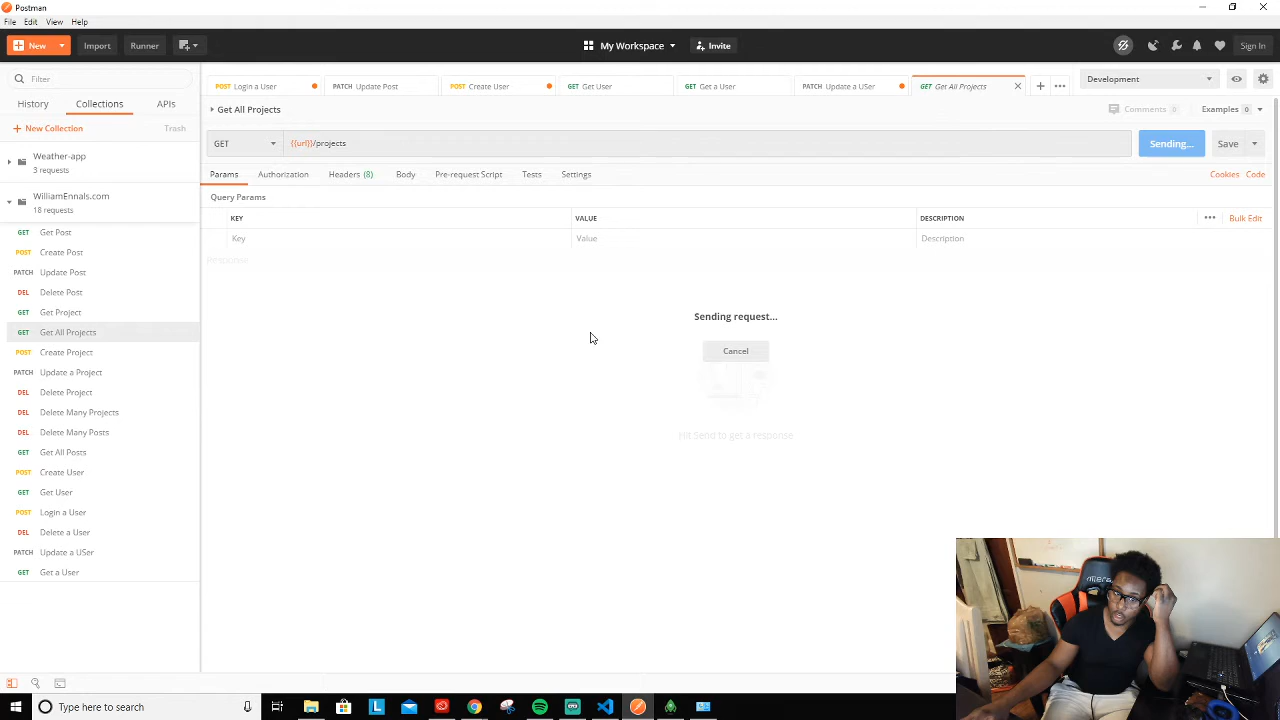 Postman
File Edit View Help
New Import Runner My Workspace Invite Sign In
Filter
History Collections APIs
New Collection Trash
Weather-app
3 requests
WilliamEnnals.com
18 requests
GET Get Post
POST Create Post
PATCH Update Post
DEL Delete Post
GET Get Project
GET Get All Projects
POST Create Project
PATCH Update a Project
DEL Delete Project
DEL Delete Many Projects
DEL Delete Many Posts
GET Get All Posts
POST Create User
GET Get User
POST Login a User
DEL Delete a User
PATCH Update a USer
GET Get a User
POST Login a User PATCH Update Post POST Create User GET Get User GET Get a User PATCH Update a USer GET Get All Projects Development
Get All Projects Comments 0 Examples 0
GET {{url}}/projects Sending... Save
Params Authorization Headers (8) Body Pre-request Script Tests Settings Cookies Code
Query Params
KEY VALUE DESCRIPTION Bulk Edit
Key Value Description
Response
Sending request...
Cancel
Hit Send to get a response
Type here to search